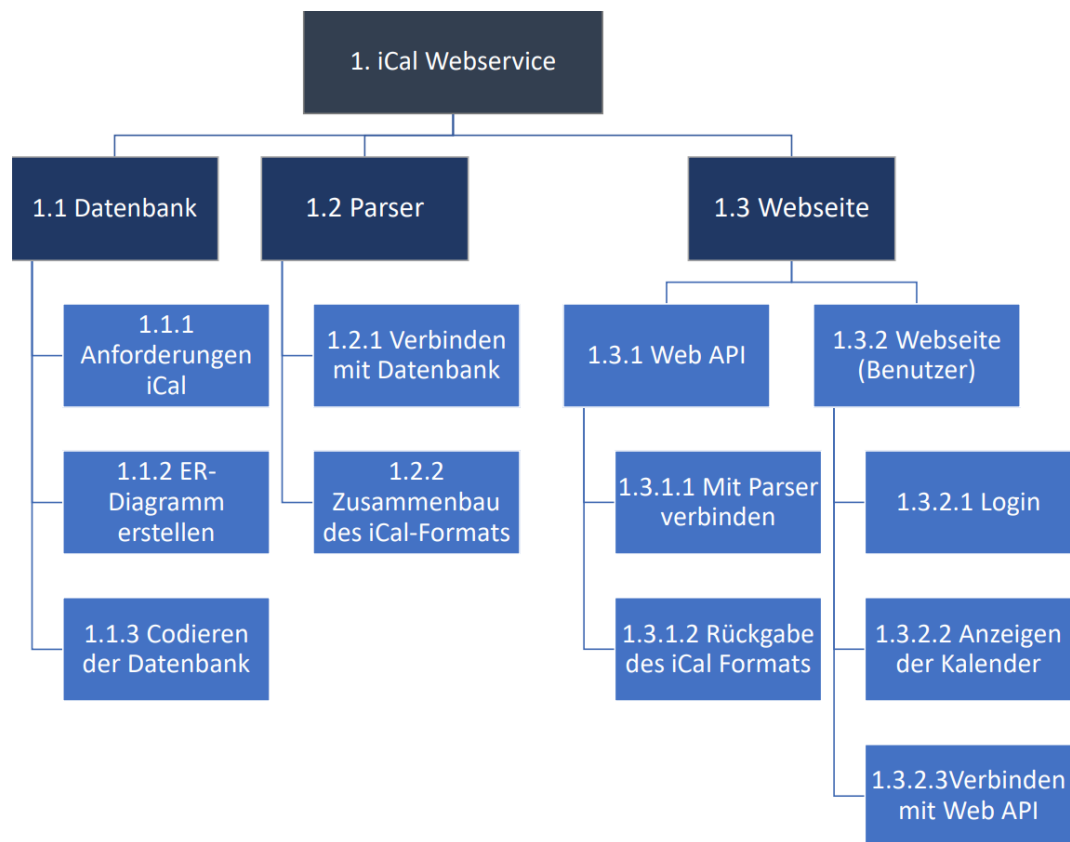 1. iCal Webservice
1.1 Datenbank
1.2 Parser
1.3 Webseite
1.1.1
Anforderungen
iCal
1.1.2 ER-
Diagramm
erstellen
1.1.3 Codieren
der Datenbank
1.2.1 Verbinden
mit Datenbank
1.2.2
Zusammenbau
des iCal-Formats
1.3.1 Web API
1.3.1.1 Mit Parser
verbinden
1.3.1.2 Rückgabe
des iCal Formats
1.3.2 Webseite
(Benutzer)
1.3.2.1 Login
1.3.2.2 Anzeigen
der Kalender
1.3.2.3Verbinden
mit Web API